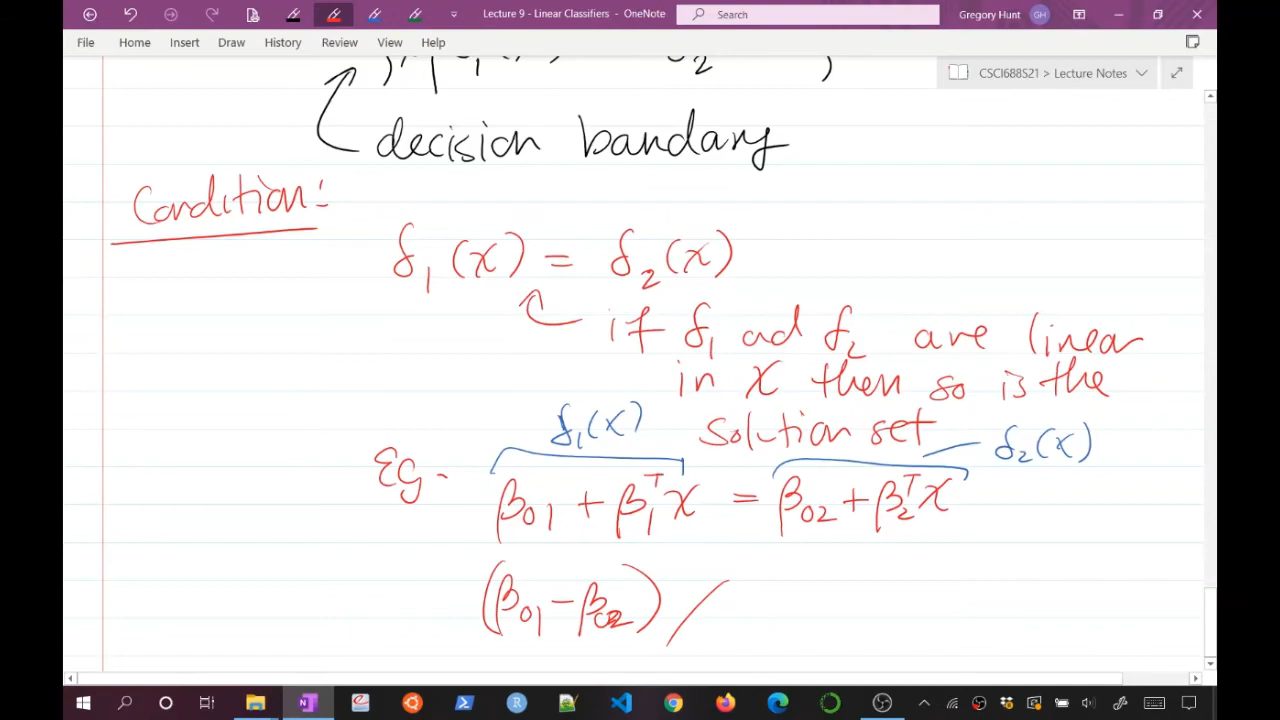 Lecture 9 - Linear Classifiers - OneNote
Search
Gregory Hunt
GH
File Home Insert Draw History Review View Help
CSCI688S21 > Lecture Notes
decision bandary
Condition:
δ₁(x) = δ₂(x)
if δ₁ ad δ₂ are linear
in x then so is the
solution set
δ₁(x)
δ₂(x)
EG.
β₀₁ + β₁ᵀx = β₀₂ + β₂ᵀx
(β₀₁ - β₀₂) /